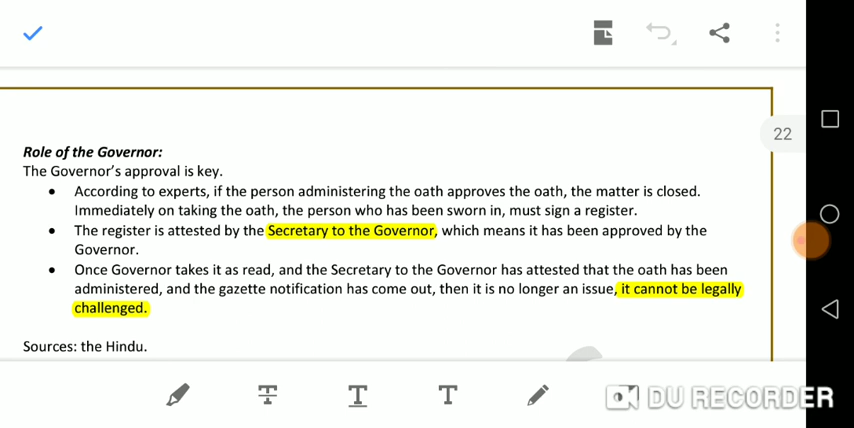 22
Role of the Governor:
The Governor's approval is key.
• According to experts, if the person administering the oath approves the oath, the matter is closed.
Immediately on taking the oath, the person who has been sworn in, must sign a register.
• The register is attested by the Secretary to the Governor, which means it has been approved by the
Governor.
• Once Governor takes it as read, and the Secretary to the Governor has attested that the oath has been
administered, and the gazette notification has come out, then it is no longer an issue, it cannot be legally
challenged.
Sources: the Hindu.
T T T
DU RECORDER